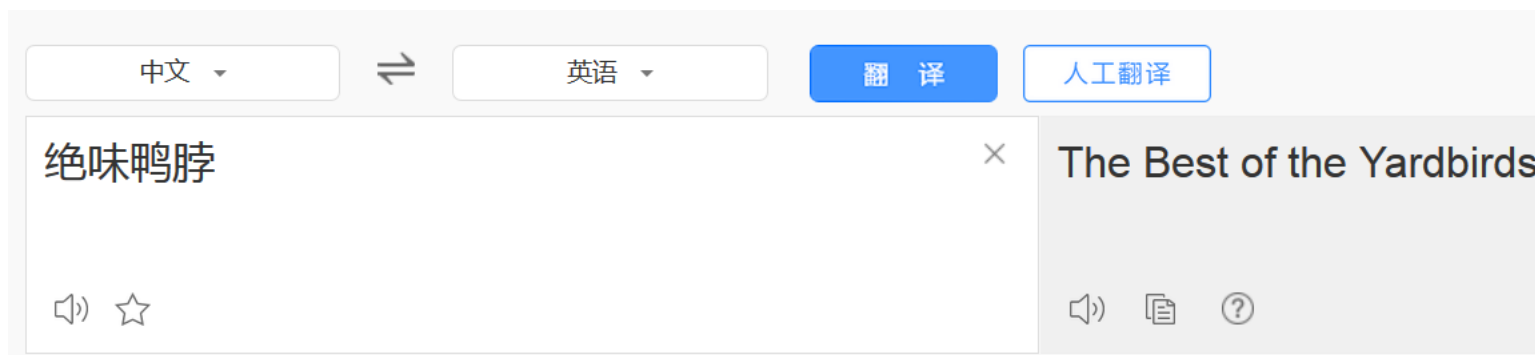 中文 英语 翻 译 人工翻译
绝味鸭脖
The Best of the Yardbirds